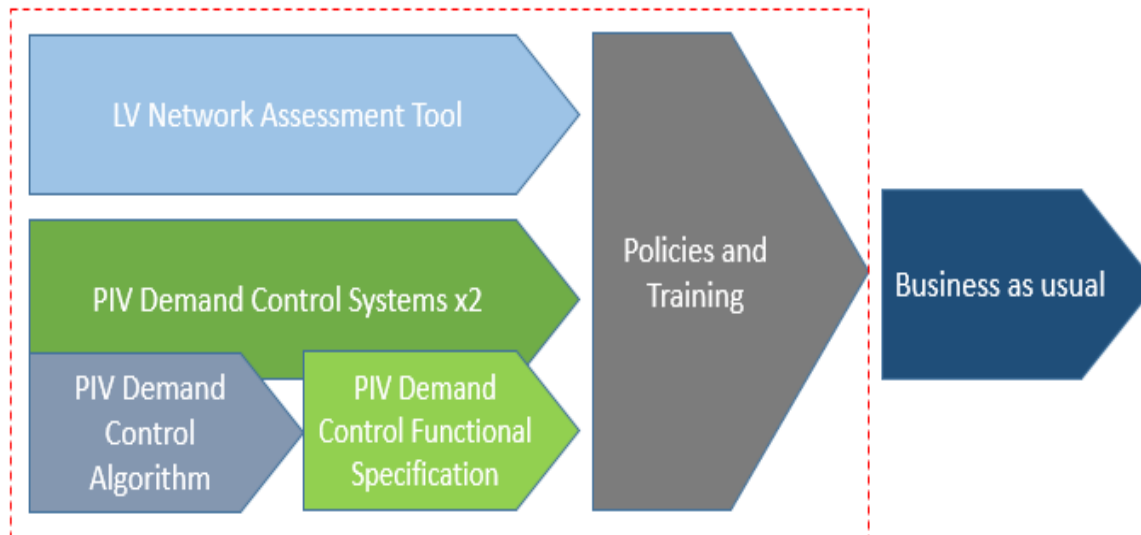 LV Network Assessment Tool
PIV Demand Control Systems x2
PIV Demand
Control
Algorithm
PIV Demand
Control Functional
Specification
Policies and
Training
Business as usual